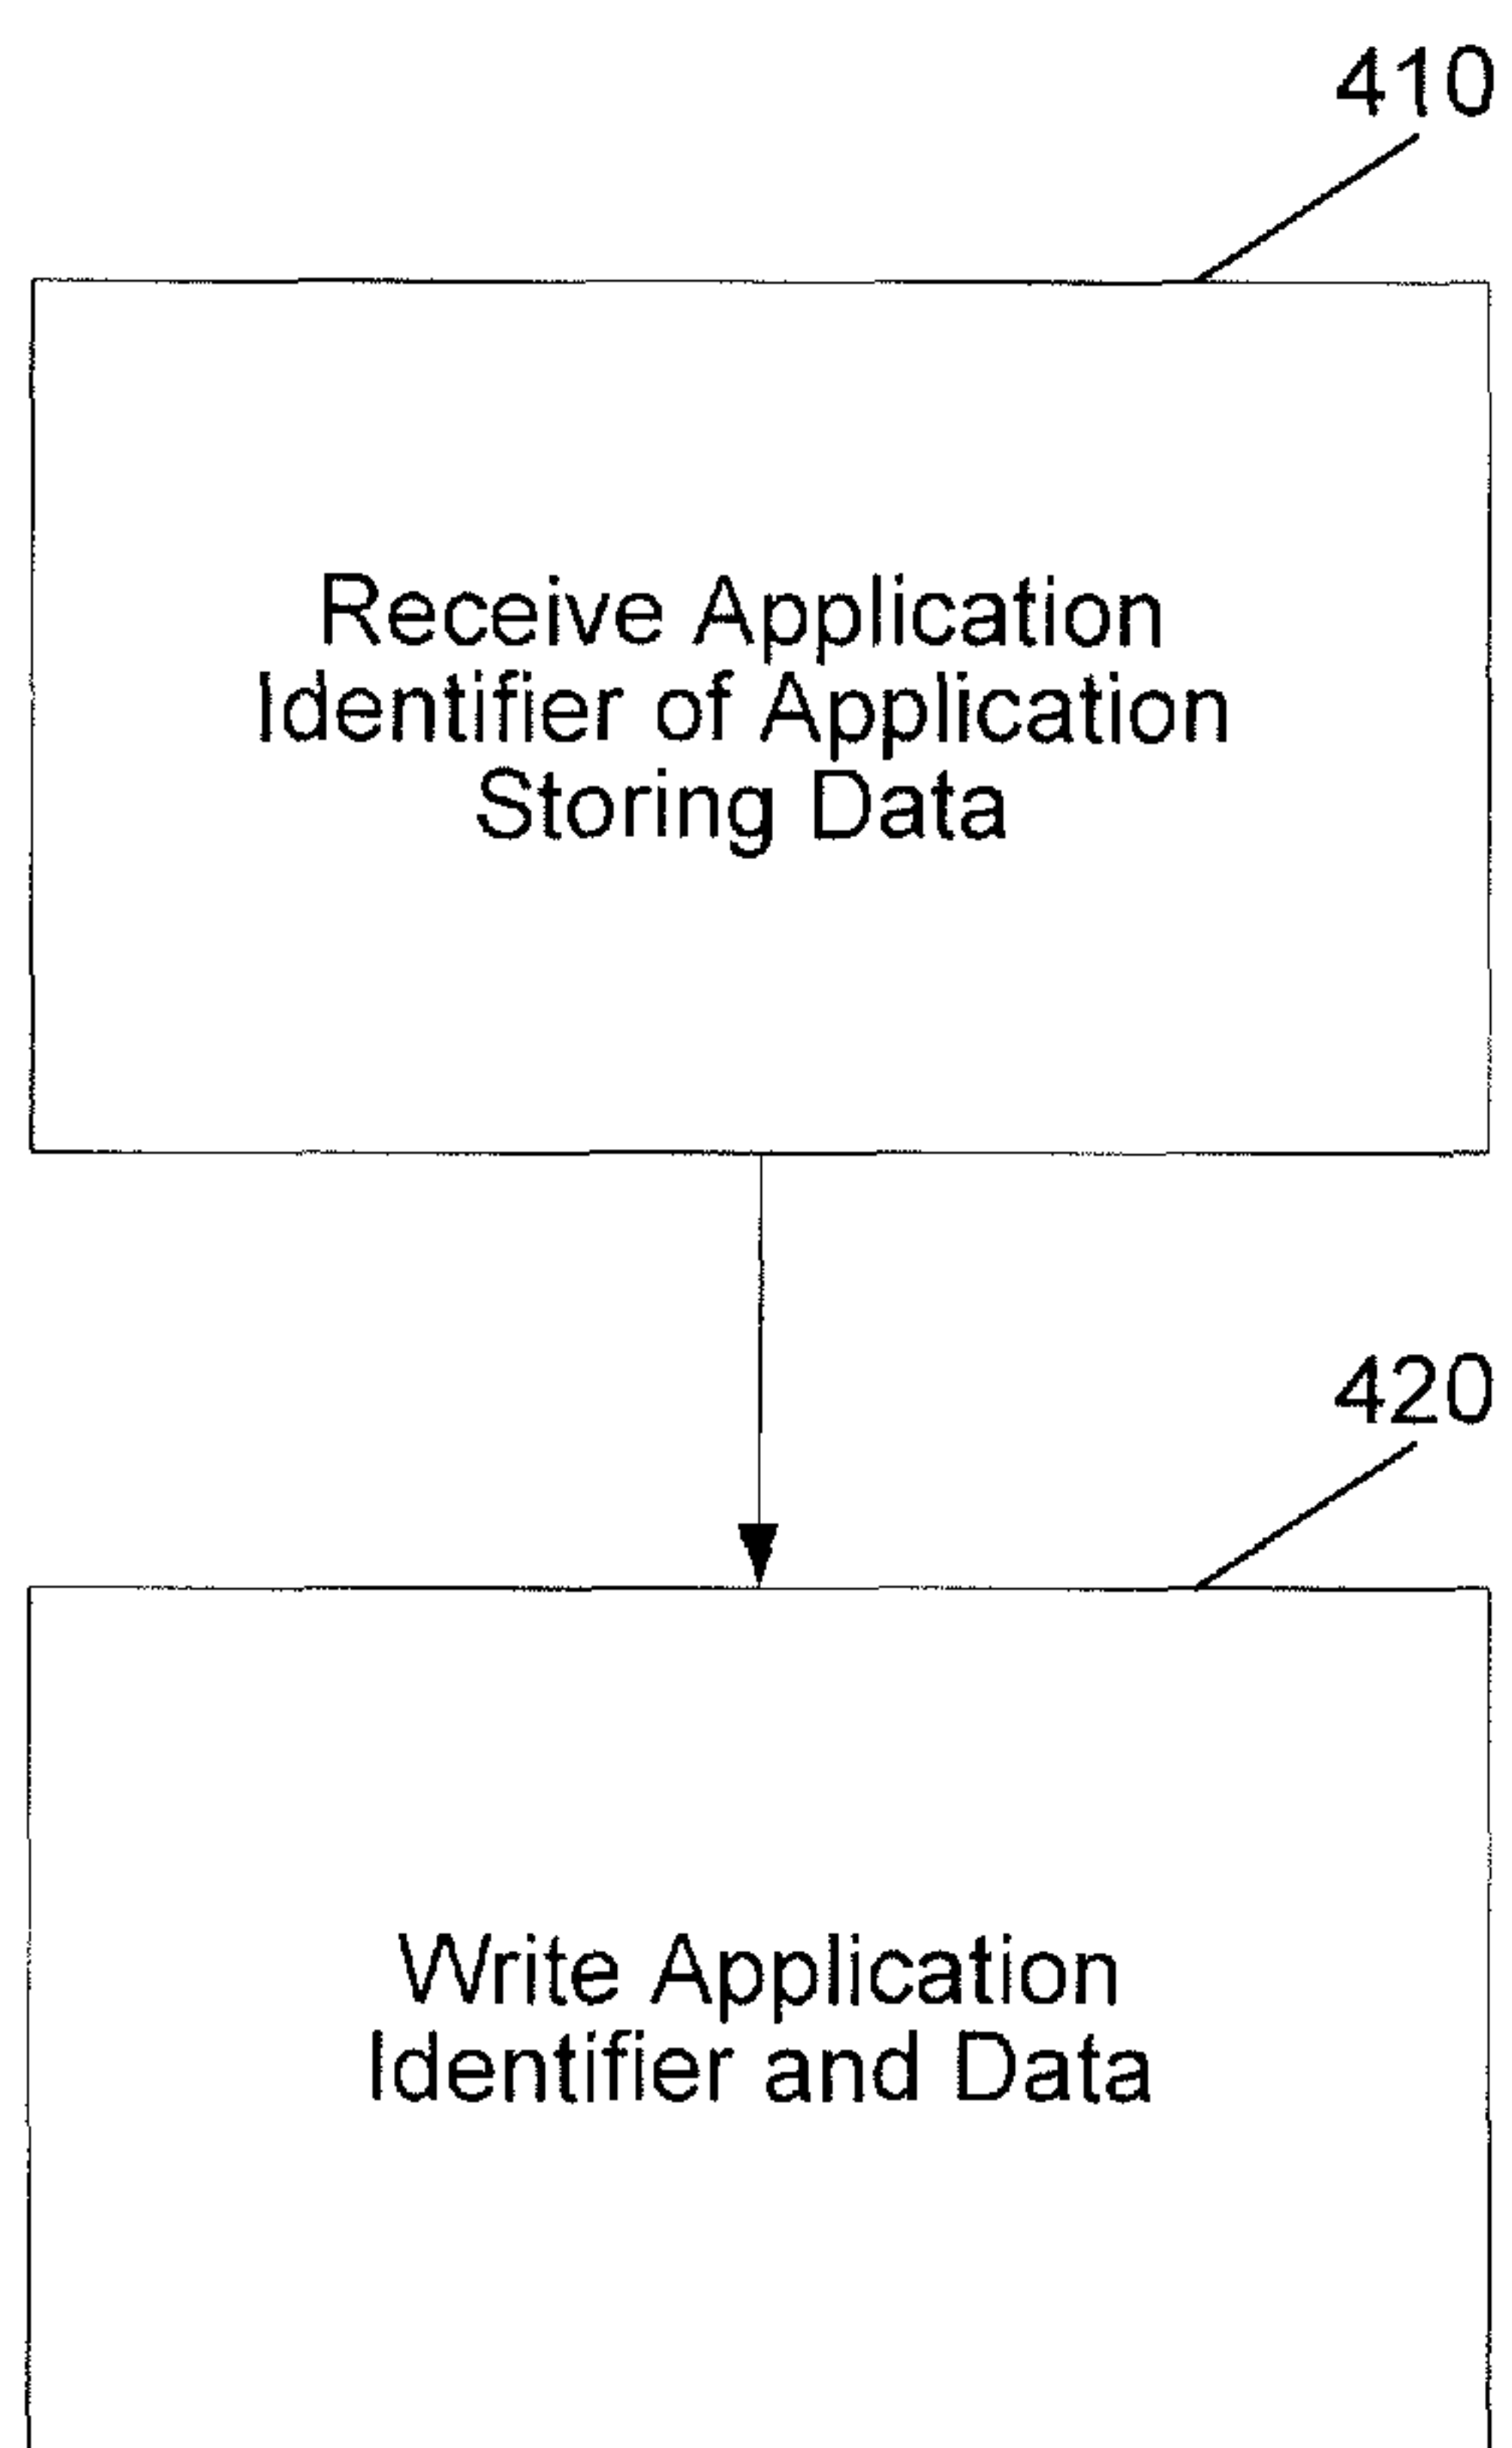 410
Receive Application
Identifier of Application
Storing Data
420
Write Application
Identifier and Data